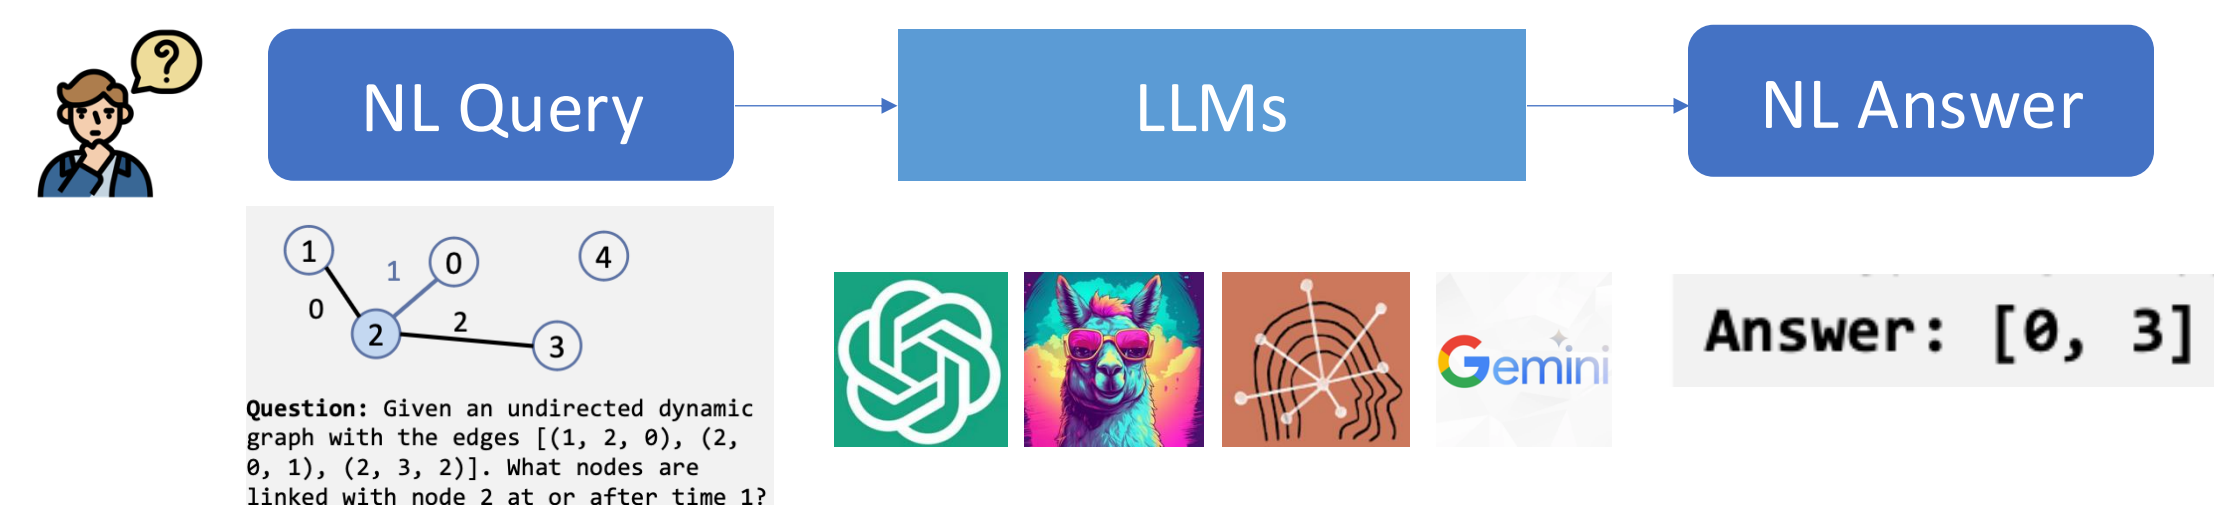 ?
NL Query
LLMs
NL Answer
1
1
0
4
0
2
2
3
Gemini
Answer: [0, 3]
Question: Given an undirected dynamic
graph with the edges [(1, 2, 0), (2,
0, 1), (2, 3, 2)]. What nodes are
linked with node 2 at or after time 1?